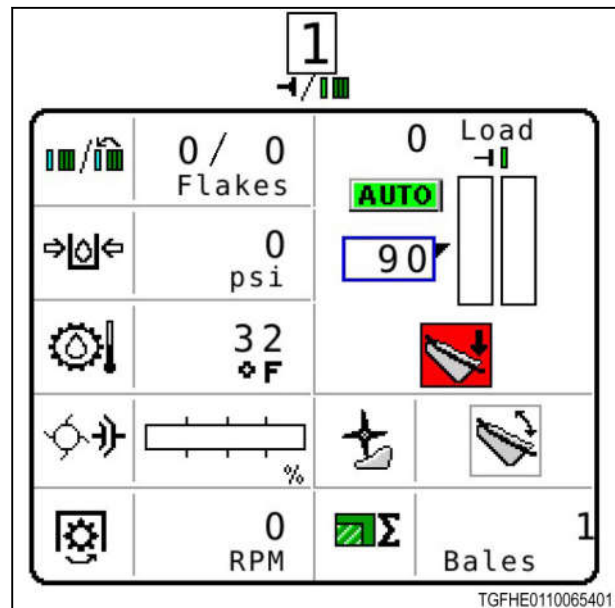 1
0/ 0
Flakes
0 Load
AUTO
0
psi
90
32
°F
%
0
RPM
1
Bales
TGFHE0110065401